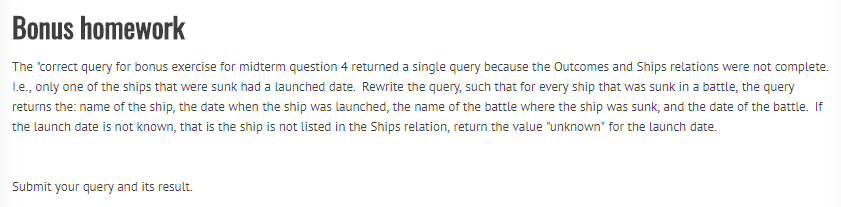 Bonus homework
The "correct query for bonus exercise for midterm question 4 returned a single query because the Outcomes and Ships relations were not complete.
I.e., only one of the ships that were sunk had a launched date.  Rewrite the query, such that for every ship that was sunk in a battle, the query
returns the: name of the ship, the date when the ship was launched, the name of the battle where the ship was sunk, and the date of the battle.  If
the launch date is not known, that is the ship is not listed in the Ships relation, return the value "unknown" for the launch date.
Submit your query and its result.